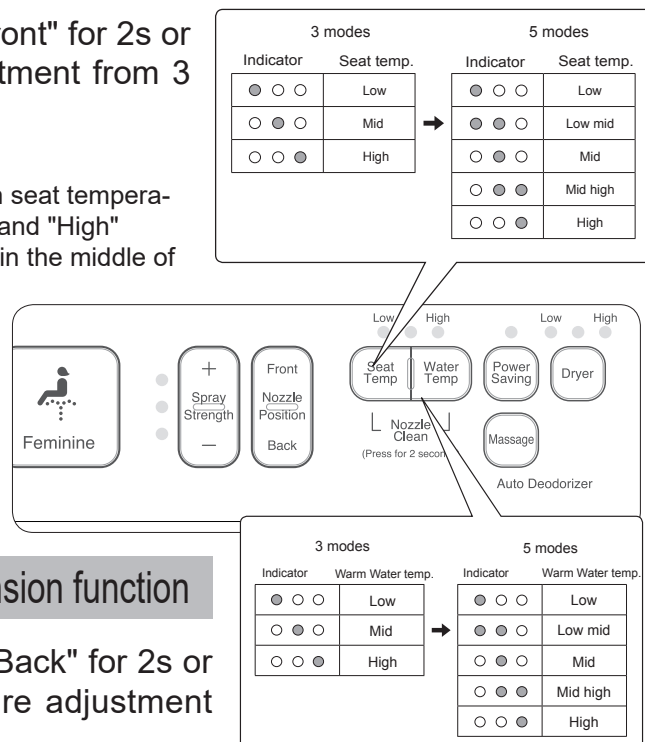 ront" for 2s or
tment from 3
n seat tempera-
and "High"
in the middle of
3 modes
5 modes
Indicator Seat temp.
Low
Mid
High
Indicator Seat temp.
Low
Low mid
Mid
Mid high
High
Feminine
+
Spray
Strength
—
Front
Nozzle
Position
Back
Low High
Seat
Temp
Water
Temp
Nozzle
Clean
(Press for 2 secon
Low High
Power
Saving
Dryer
Massage
Auto Deodorizer
nsion function
Back" for 2s or
re adjustment
3 modes
5 modes
Indicator Warm Water temp.
Low
Mid
High
Indicator Warm Water temp.
Low
Low mid
Mid
Mid high
High